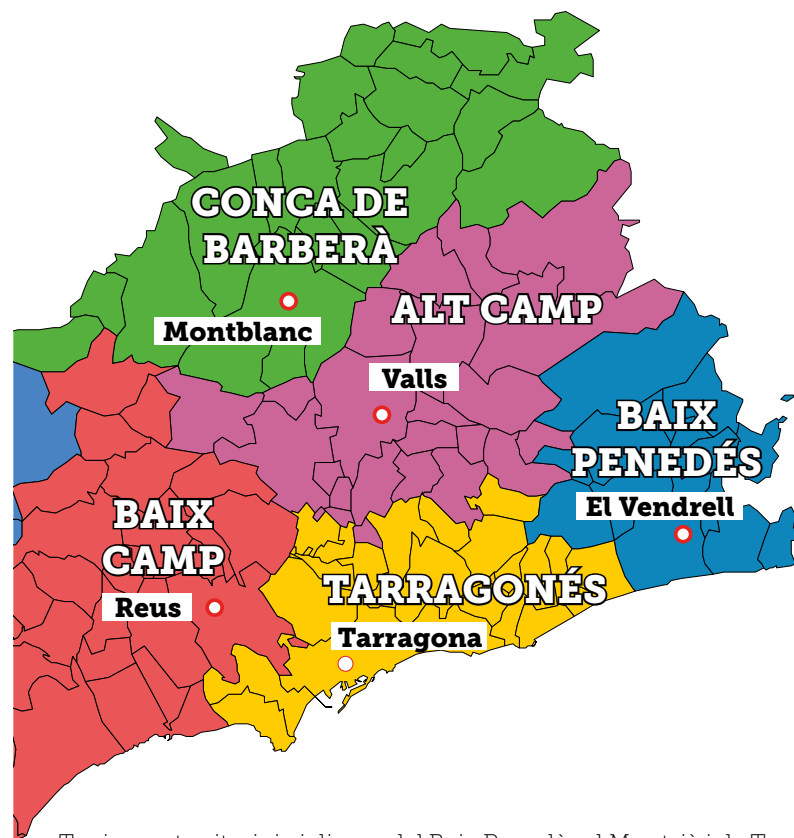 CONCA DE
BARBERÀ
Montblanc
ALT CAMP
Valls
BAIX
PENEDÉS
El Vendrell
BAIX
CAMP
Reus
TARRAGONÉS
Tarragona